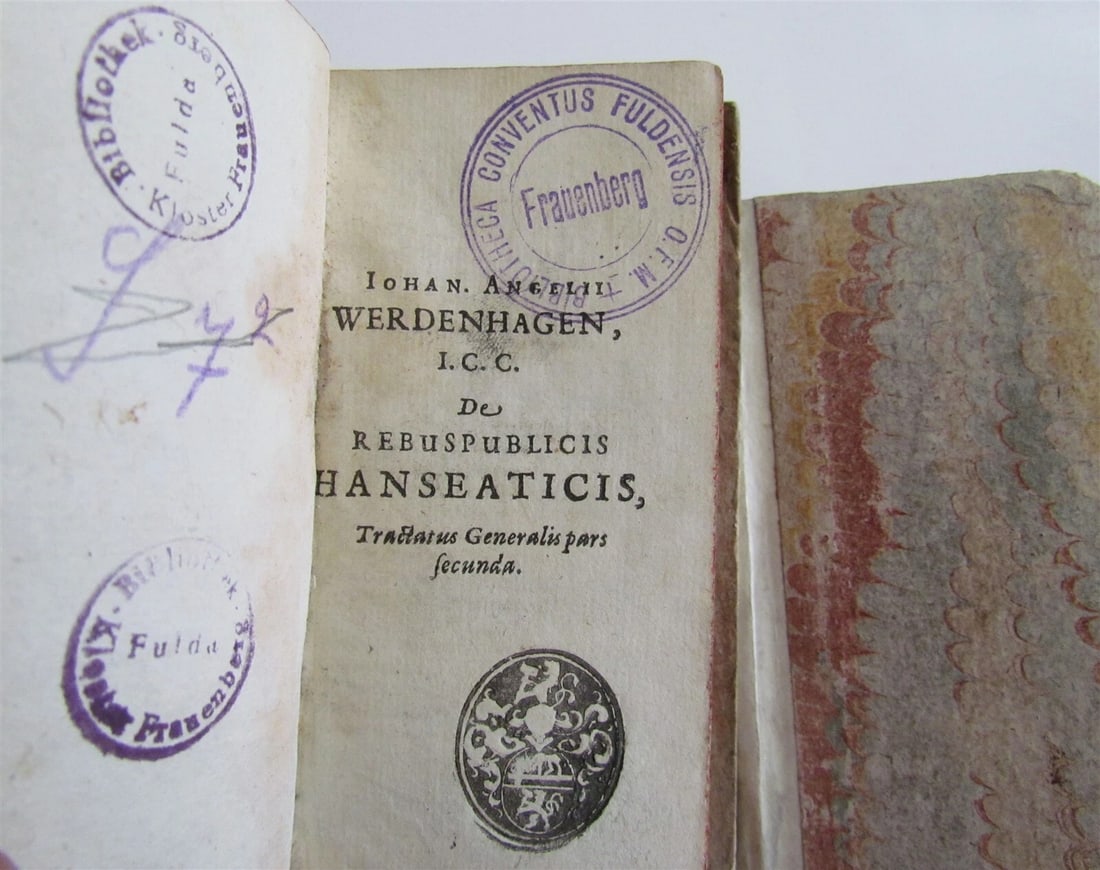 Bibliothek · Kloster Frauenberg
Fulda
72
Bibliothek · Kloster Frauenberg
Fulda
BIBLIOTHECA CONVENTUS FULDENSIS O.F.M. +
Frauenberg
IOHAN. ANGELII
WERDENHAGEN,
I. C. C.
De
REBUSPUBLICIS
HANSEATICIS,
Tractatus Generalis pars
ſecunda.